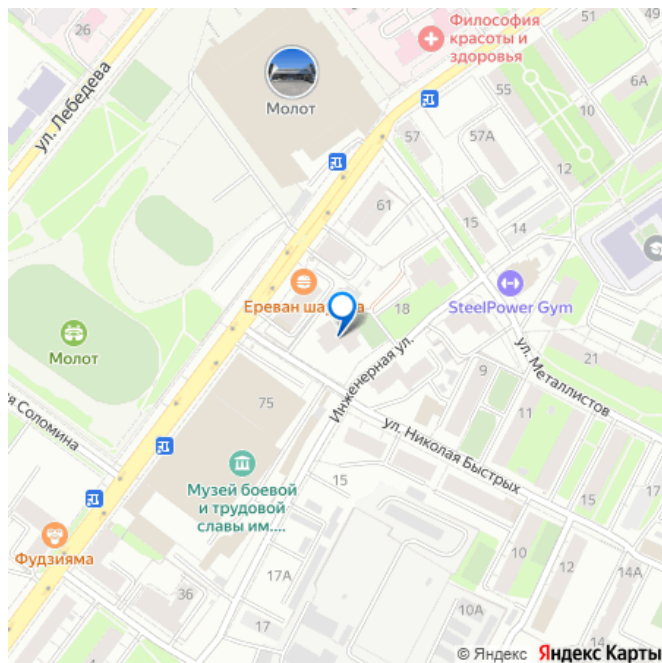 51
49
26
Философия
красоты и
здоровья
6А
ул. Лебедева
Молот
55
10
57
57А
12
61
15
14
Ереван ша
а
18
SteelPower Gym
Молот
Инженерная ул.
9
ул. Металлистов
21
я Соломина
75
11
ул. Николая Быстрых
Музей боевой
и трудовой
славы им....
15
15
17
Фудзияма
17А
10
12
14А
36
10А
17
14
© Яндекс Яндекс Карты